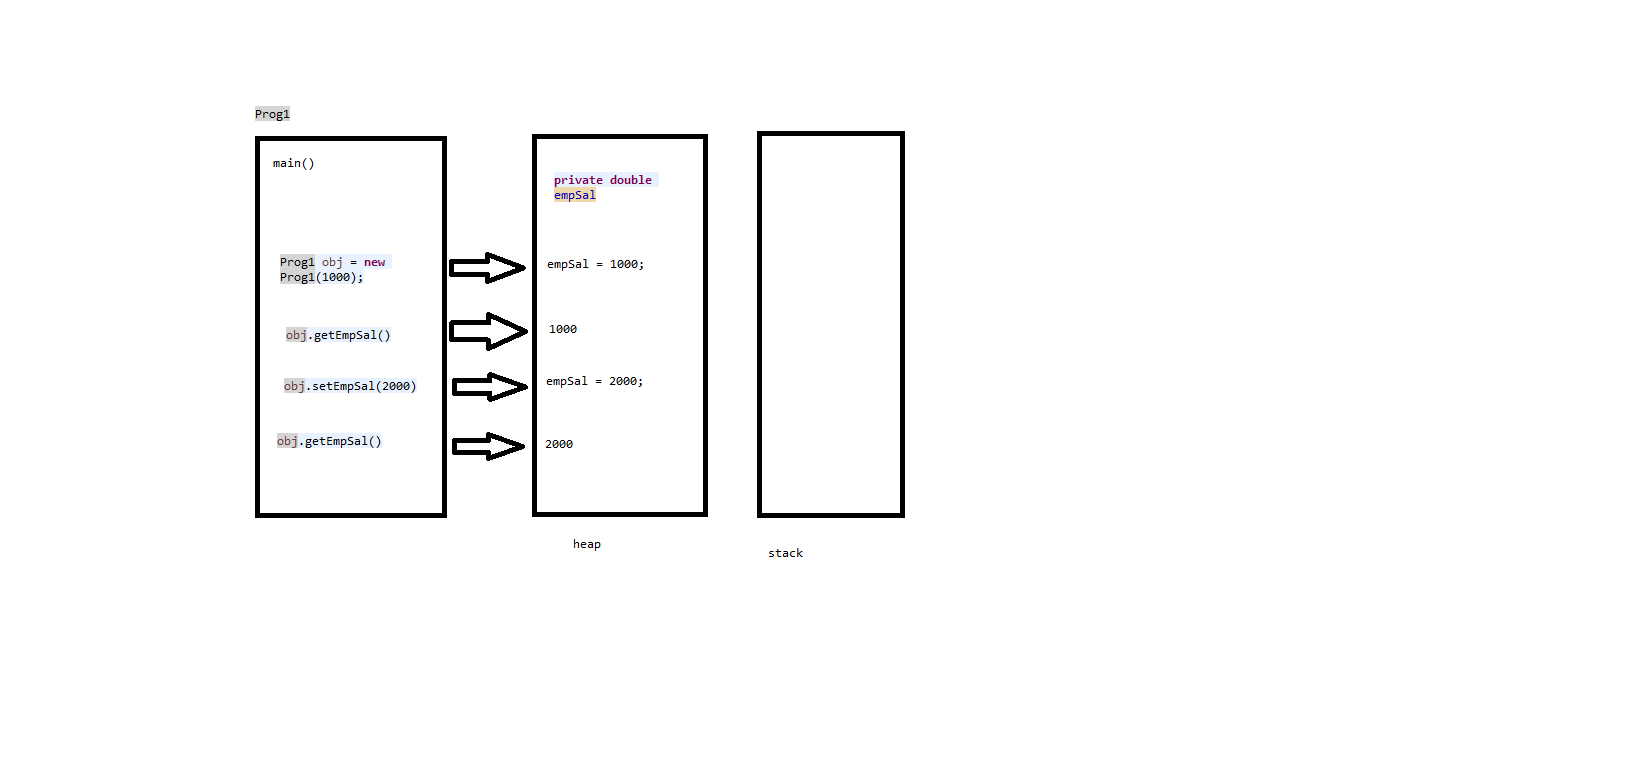 Prog1
main()
Prog1 obj = new
Prog1(1000);
obj.getEmpSal()
obj.setEmpSal(2000)
obj.getEmpSal()
private double
empSal
empSal = 1000;
1000
empSal = 2000;
2000
heap
stack